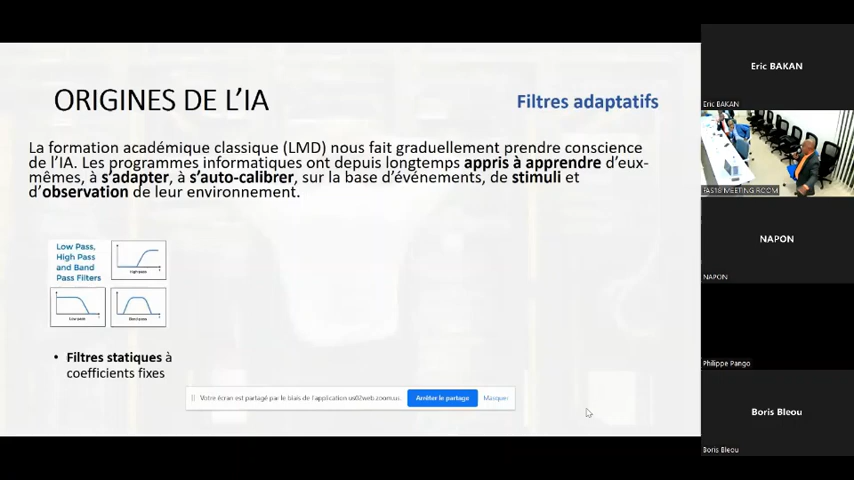 ORIGINES DE L'IA
Filtres adaptatifs
La formation académique classique (LMD) nous fait graduellement prendre conscience
de l'IA. Les programmes informatiques ont depuis longtemps appris à apprendre d'eux-
mêmes, à s'adapter, à s'auto-calibrer, sur la base d'événements, de stimuli et
d'observation de leur environnement.
Low Pass,
High Pass
and Band
Pass Filters
High pass
Low pass
Band pass
• Filtres statiques à
coefficients fixes
Votre écran est partagé par le biais de l'application us02web.zoom.us.
Arrêter le partage
Masquer
Eric BAKAN
Eric BAKAN
FAS18 MEETING ROOM
NAPON
NAPON
Philippe Pango
Boris Bleou
Boris Bleou